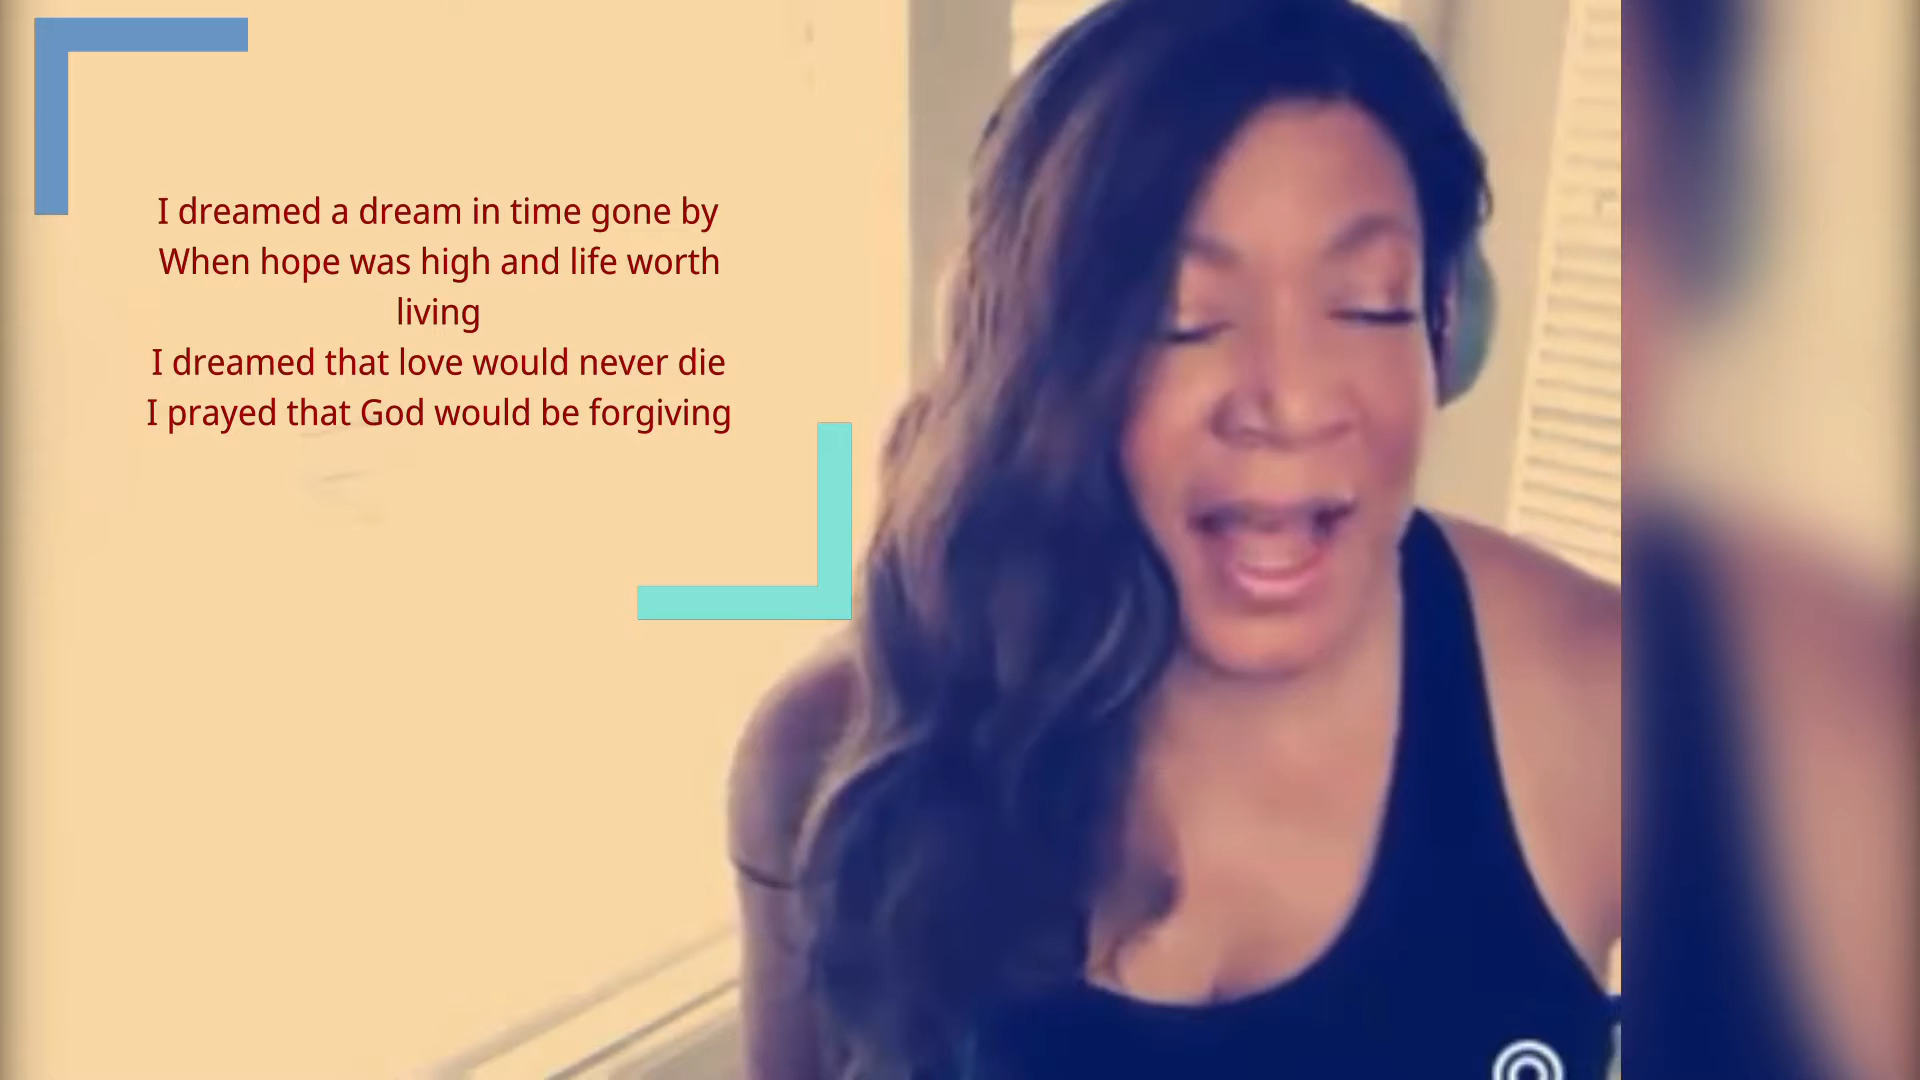 I dreamed a dream in time gone by
When hope was high and life worth
living
I dreamed that love would never die
I prayed that God would be forgiving